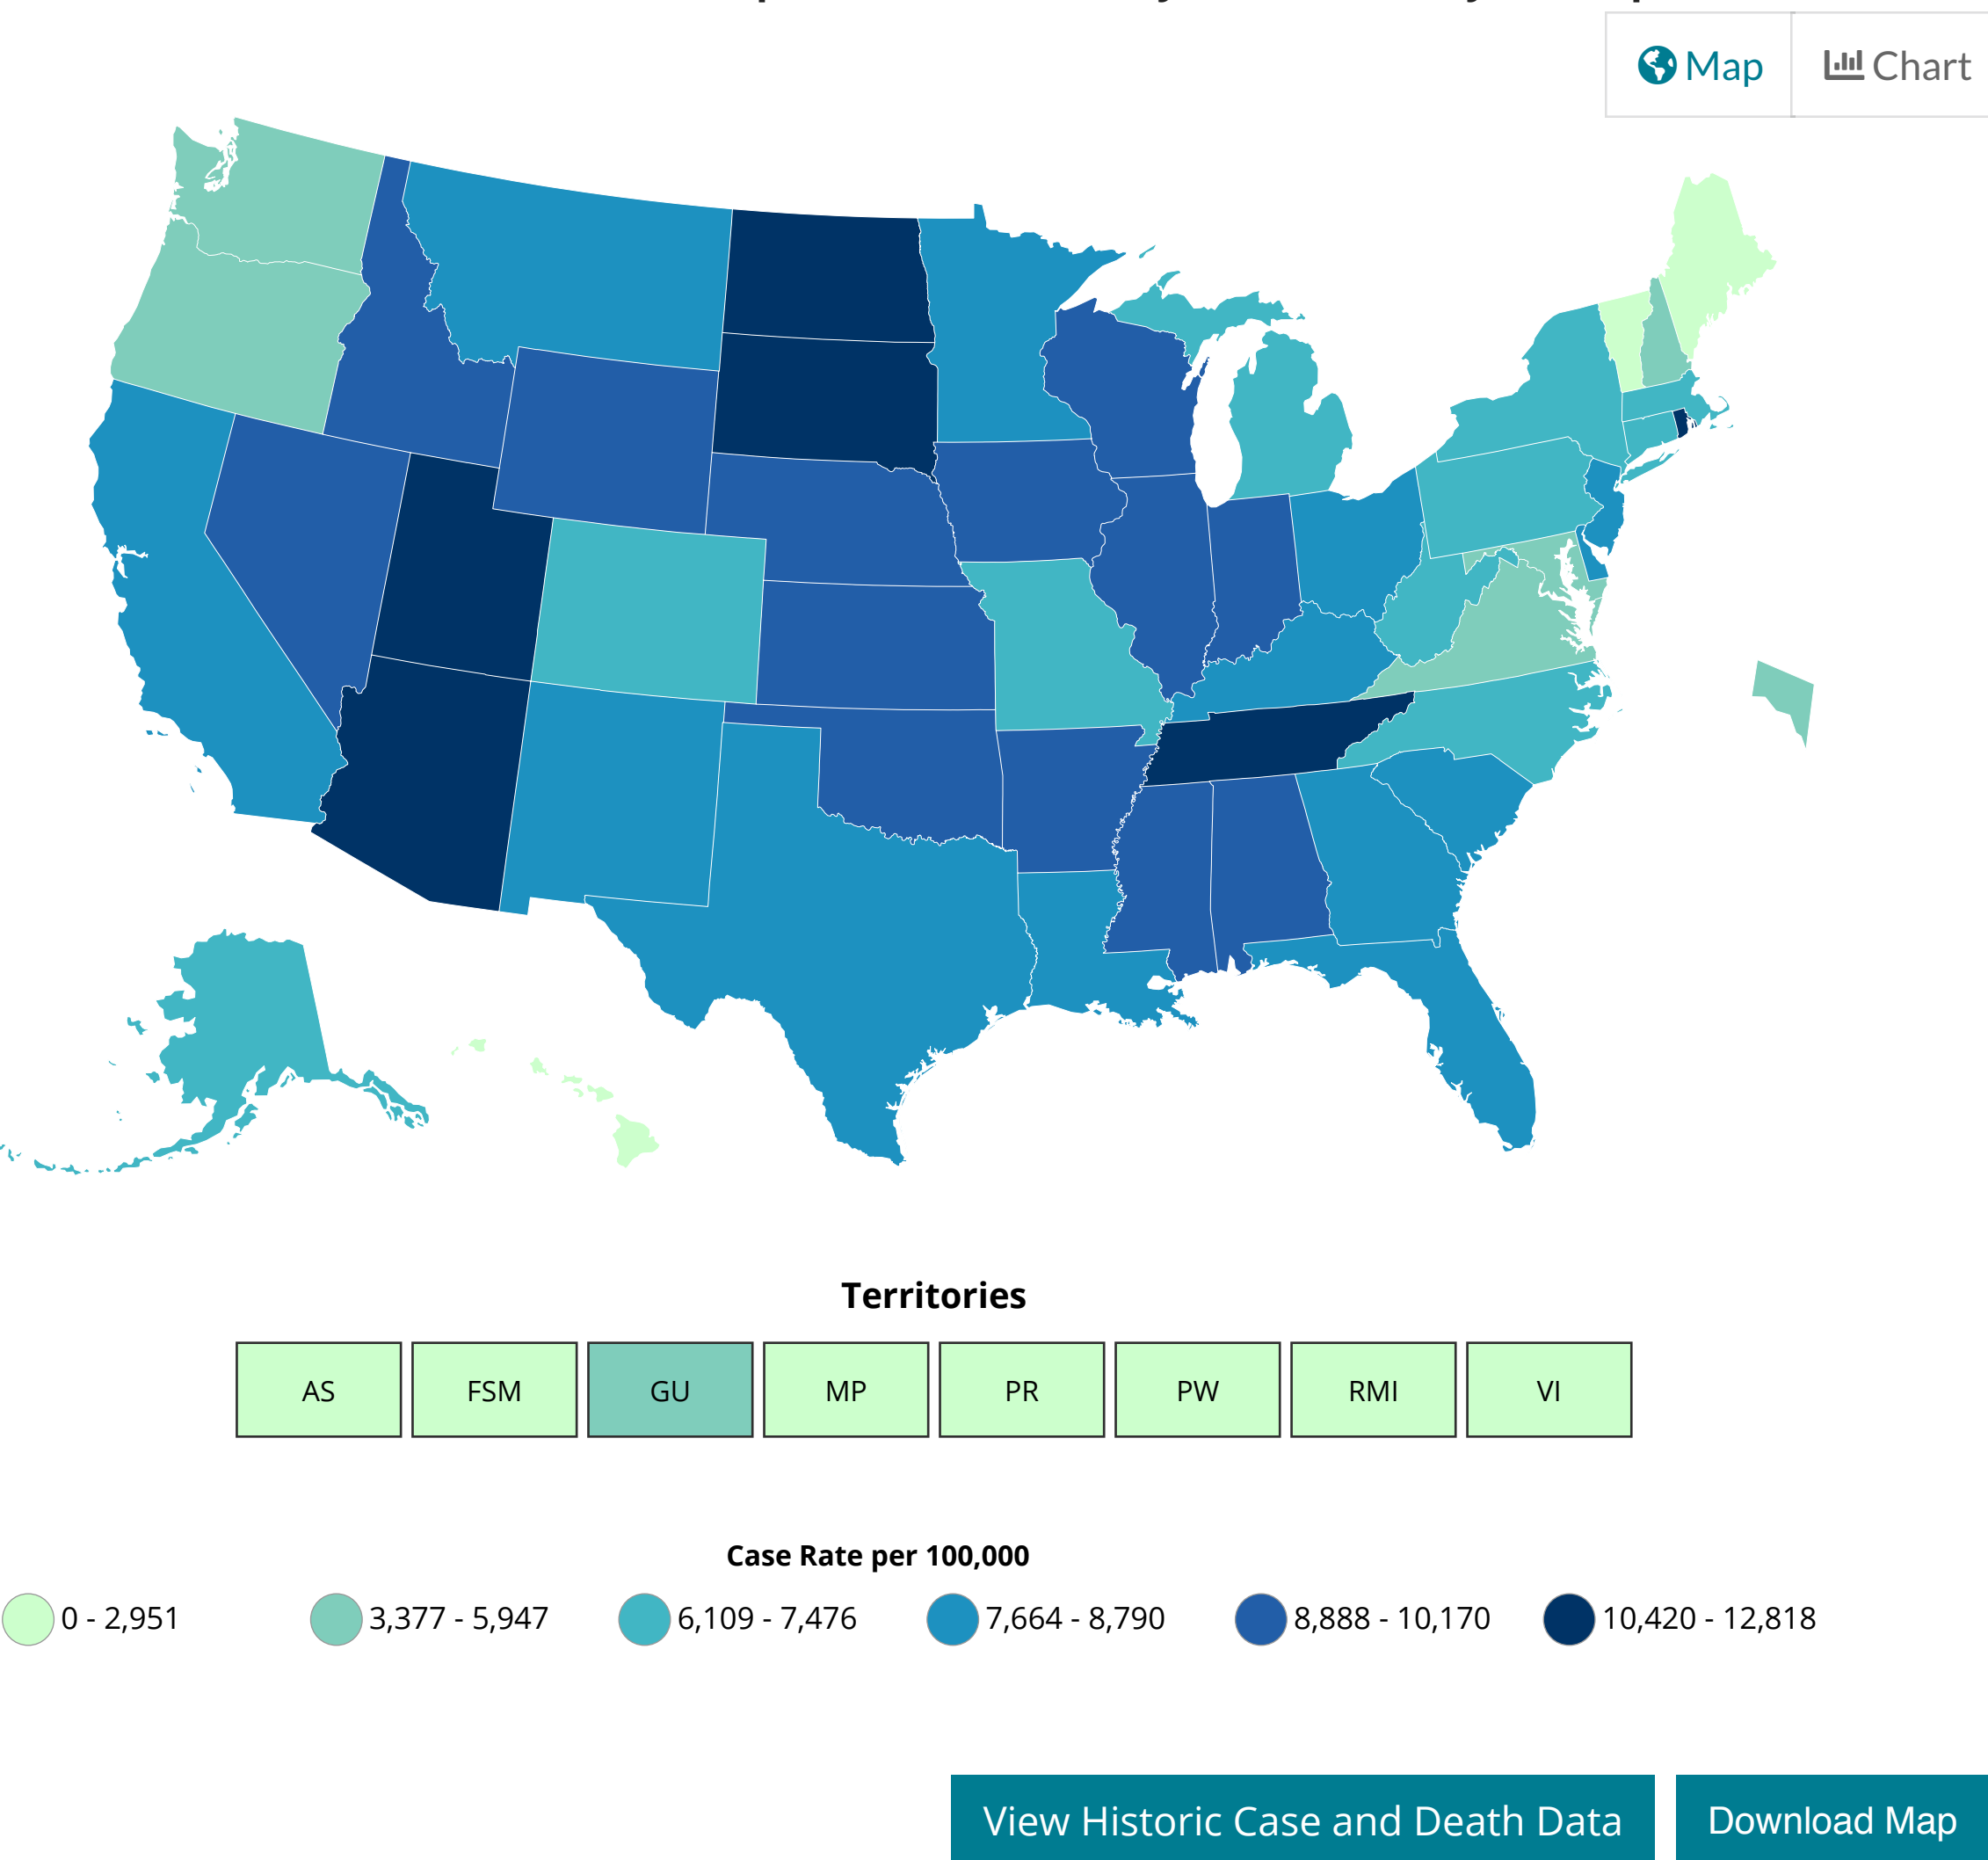 Map
Chart
Territories
AS
FSM
GU
MP
PR
PW
RMI
VI
Case Rate per 100,000
0 - 2,951
3,377 - 5,947
6,109 - 7,476
7,664 - 8,790
8,888 - 10,170
10,420 - 12,818
View Historic Case and Death Data
Download Map